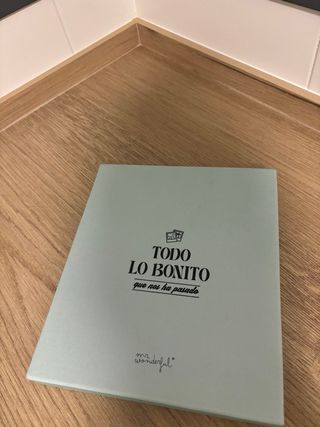 TODO
LO BONITO
que nos ha pasado
mr.
wonderful*